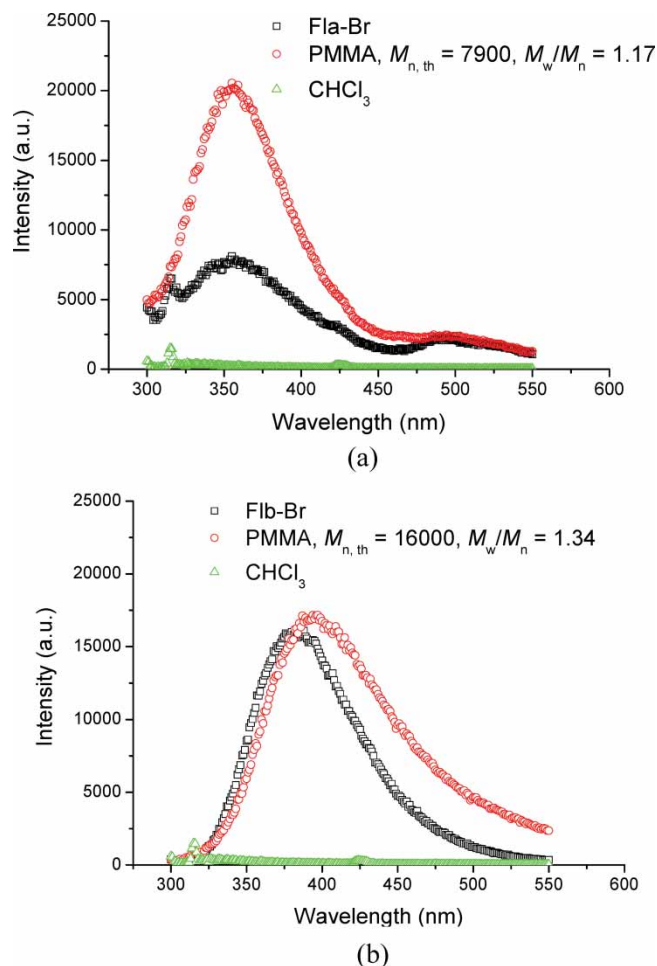 Fla-Br
PMMA, Mn, th = 7900, Mw/Mn = 1.17
CHCl3
25000
20000
15000
10000
5000
0
Intensity (a.u.)
300 350 400 450 500 550 600
Wavelength (nm)
(a)
Flb-Br
PMMA, Mn, th = 16000, Mw/Mn = 1.34
CHCl3
25000
20000
15000
10000
5000
0
Intensity (a.u.)
300 350 400 450 500 550 600
Wavelength (nm)
(b)